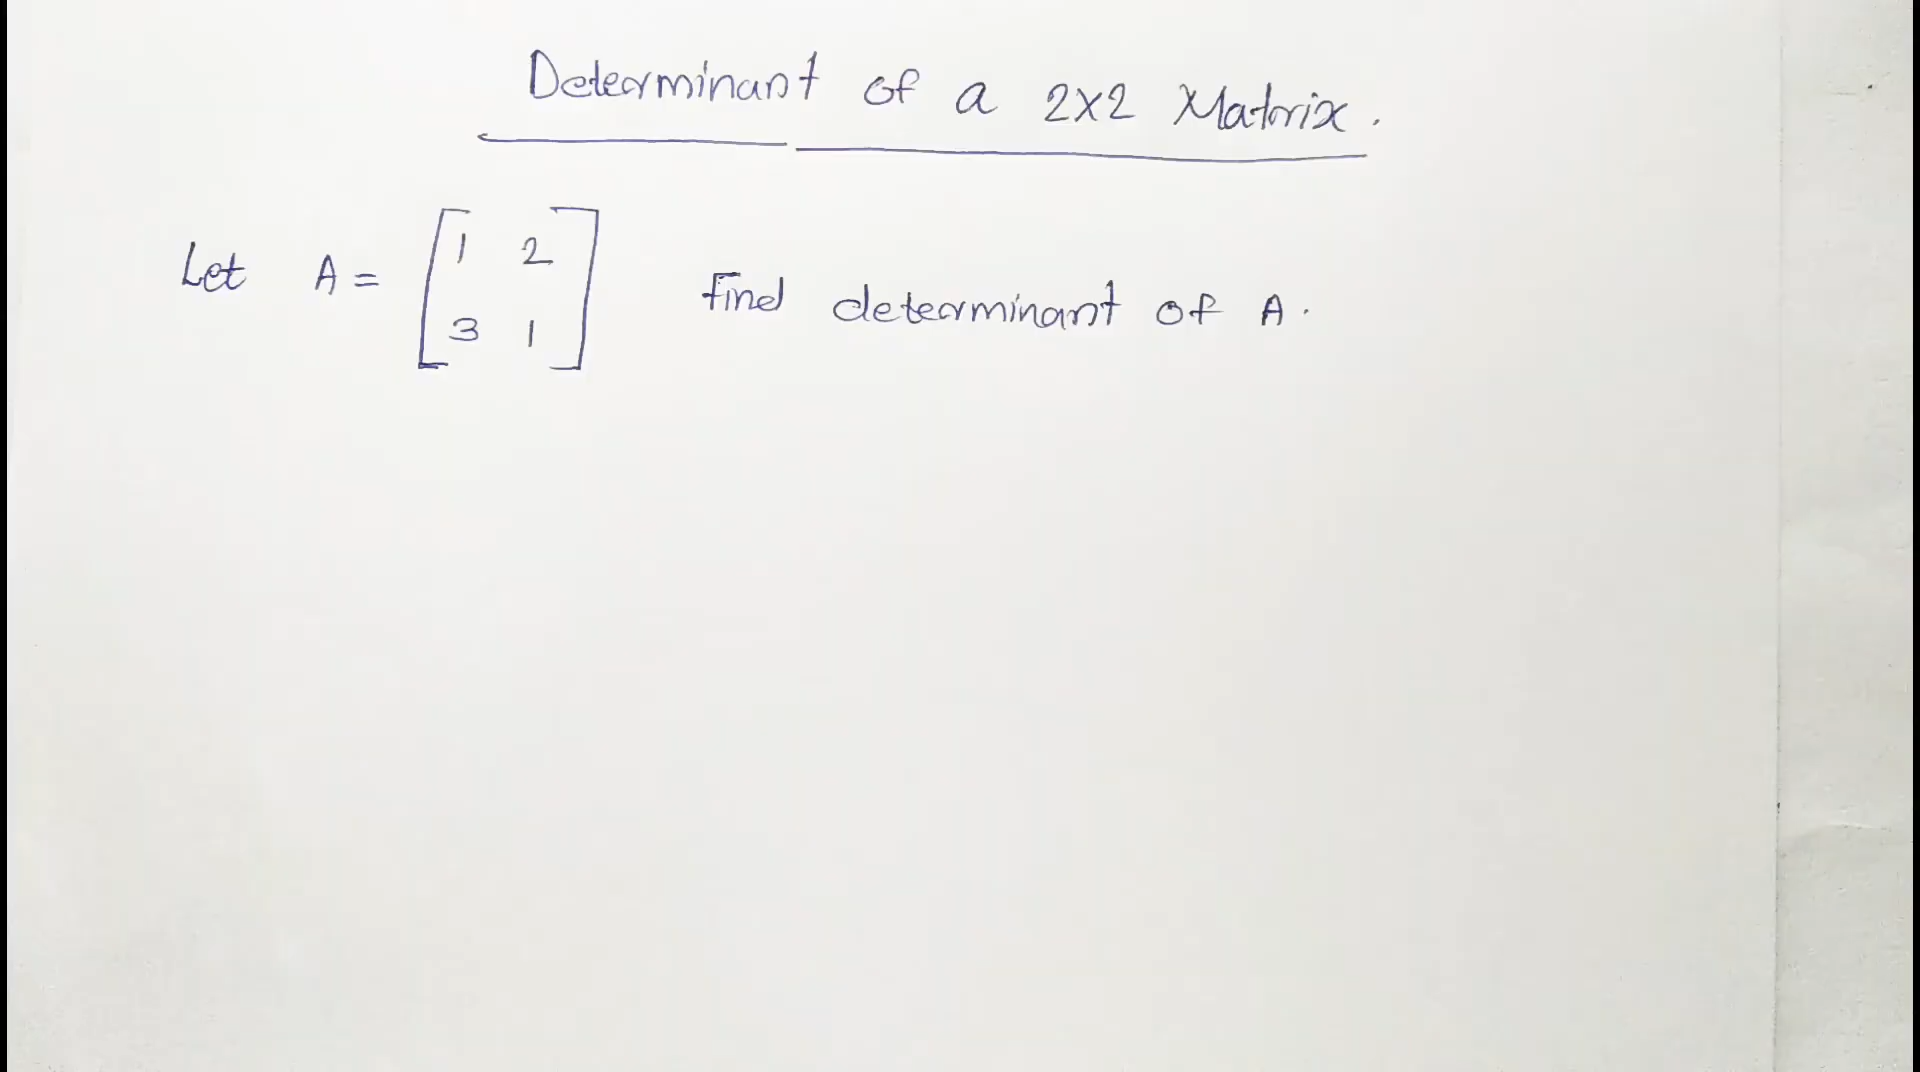 Determinant of a 2x2 Matrix.
Let A = [1 2
3 1] Find determinant of A.